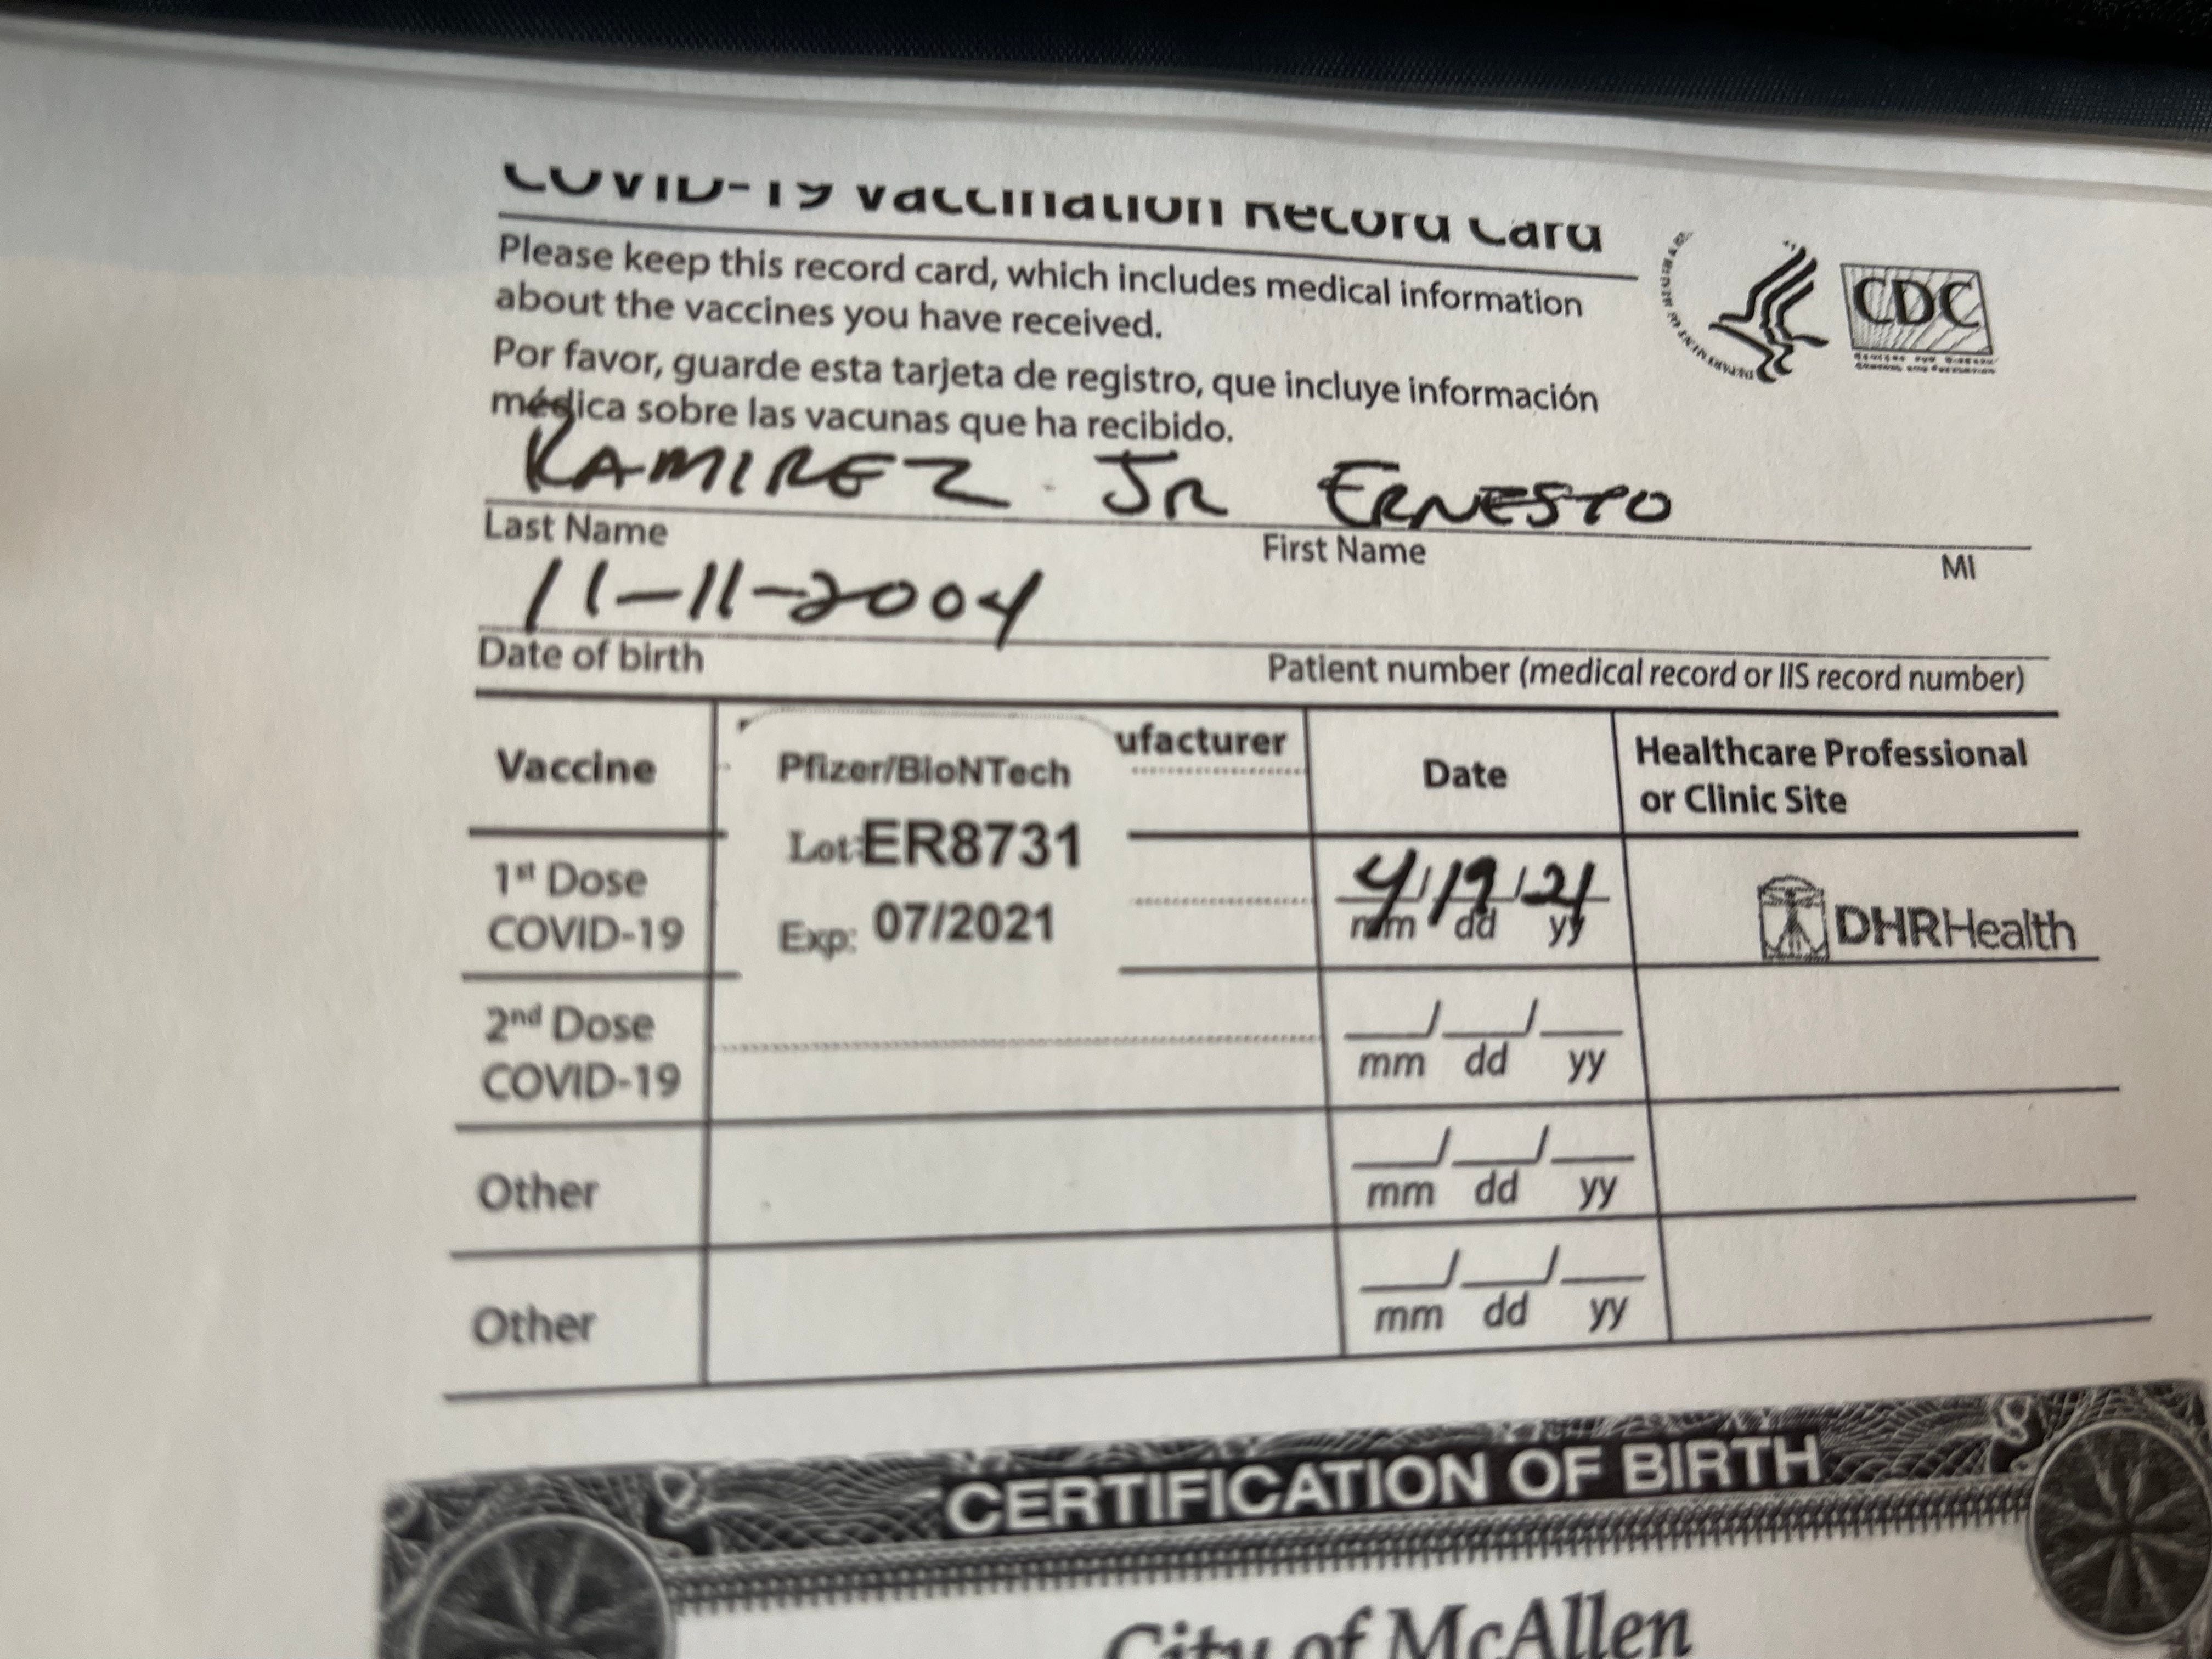 COVID-19 Vaccination Record Card
Please keep this record card, which includes medical information
about the vaccines you have received.
Por favor, guarde esta tarjeta de registro, que incluye información
médica sobre las vacunas que ha recibido.
RAMIREZ JR ERNESTO
Last Name First Name MI
11-11-2004
Date of birth Patient number (medical record or IIS record number)
Vaccine Pfizer/BioNTech ufacturer Date Healthcare Professional
or Clinic Site
Lot: ER8731
Exp: 07/2021
1st Dose
COVID-19
4/19/21
mm dd yy
DHRHealth
2nd Dose
COVID-19
mm dd yy
Other
mm dd yy
Other
mm dd yy
CDC
CERTIFICATION OF BIRTH
City of McAllen